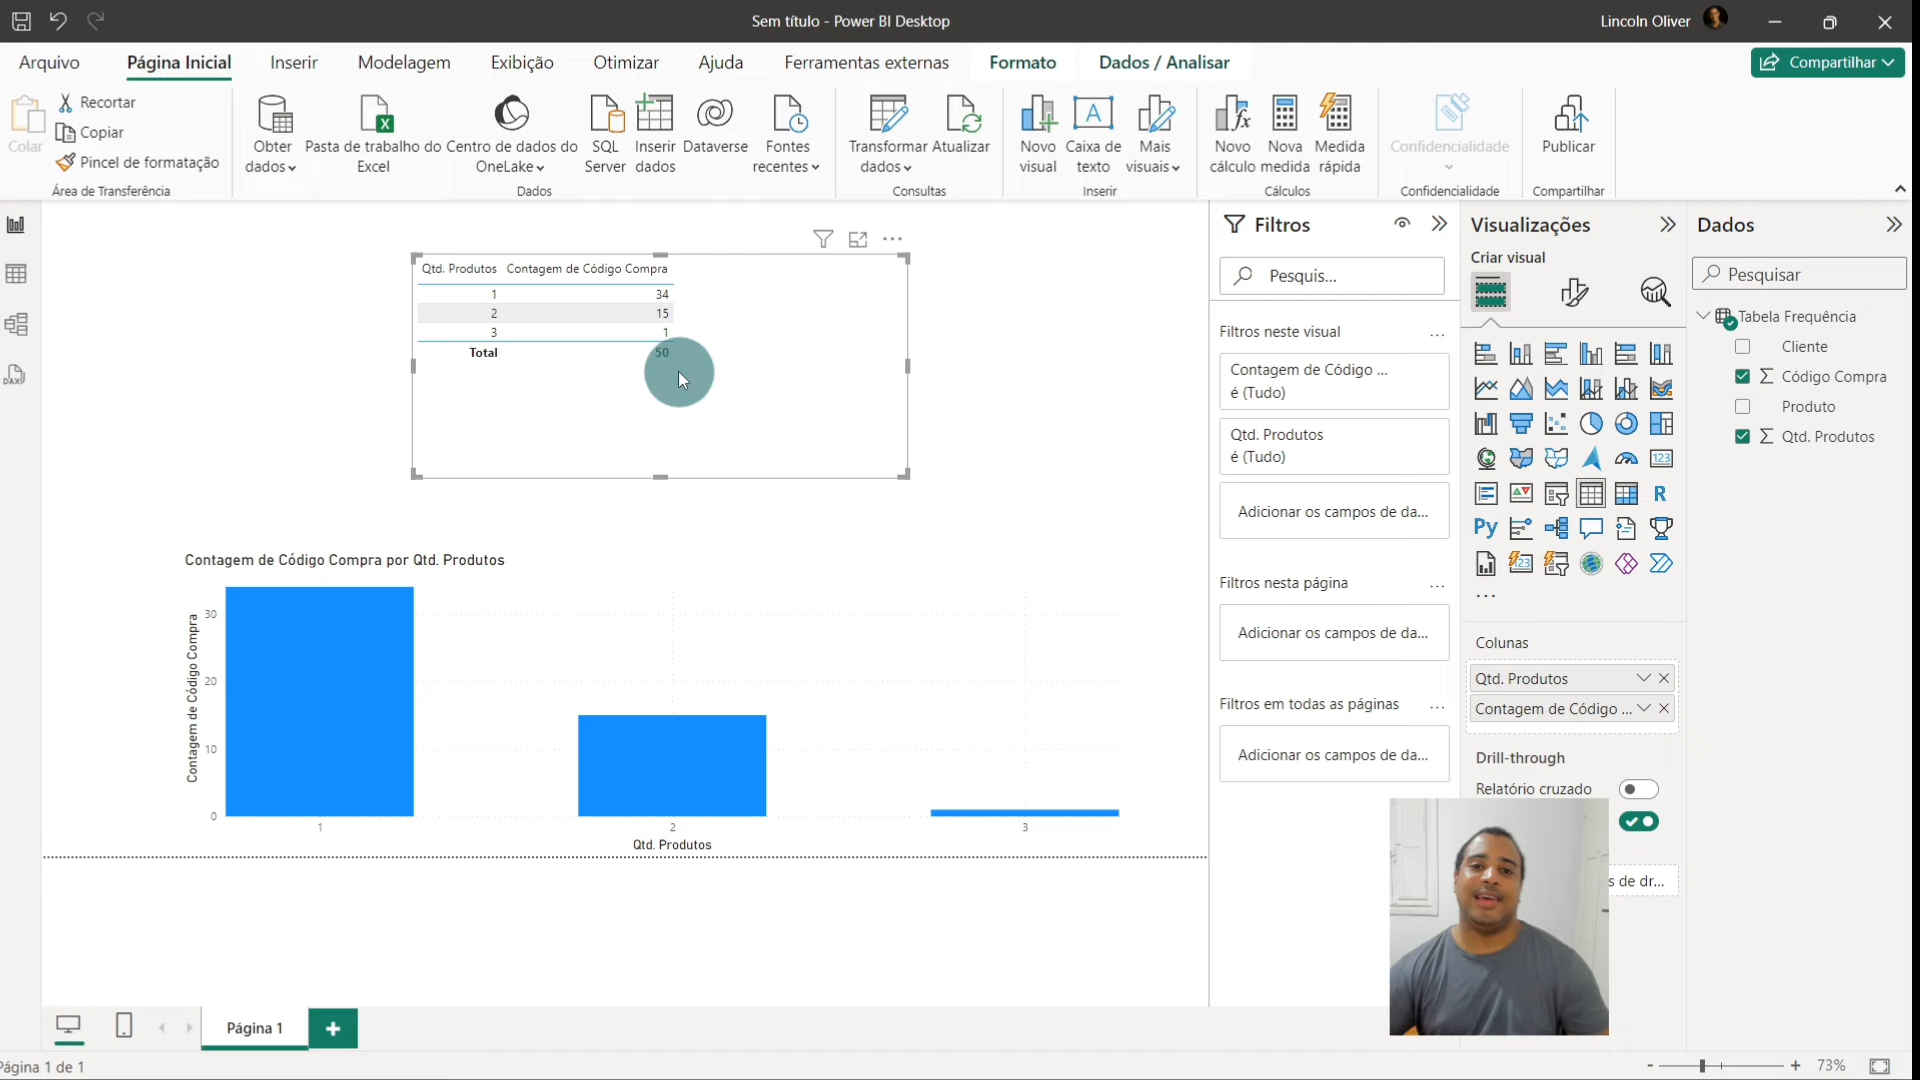 Sem título - Power BI Desktop
Lincoln Oliver
Arquivo
Página Inicial
Inserir
Modelagem
Exibição
Otimizar
Ajuda
Ferramentas externas
Formato
Dados / Analisar
Compartilhar
Colar
Recortar
Copiar
Pincel de formatação
Área de Transferência
Obter dados
Pasta de trabalho do Excel
Centro de dados do OneLake
SQL Server
Inserir dados
Dataverse
Fontes recentes
Dados
Transformar dados
Atualizar
Consultas
Novo visual
Caixa de texto
Mais visuais
Inserir
Novo cálculo
Nova medida
Medida rápida
Cálculos
Confidencialidade
Confidencialidade
Publicar
Compartilhar
Qtd. Produtos Contagem de Código Compra
1 34
2 15
3 1
Total 50
Contagem de Código Compra por Qtd. Produtos
Contagem de Código Compra
30
20
10
0
1 2 3
Qtd. Produtos
Filtros
Pesquis...
Filtros neste visual ...
Contagem de Código ...
é (Tudo)
Qtd. Produtos
é (Tudo)
Adicionar os campos de da...
Filtros nesta página ...
Adicionar os campos de da...
Filtros em todas as páginas ...
Adicionar os campos de da...
Visualizações
Criar visual
123
R
Py
123
...
Colunas
Qtd. Produtos
Contagem de Código ...
Drill-through
Relatório cruzado
s de dr...
Dados
Pesquisar
Tabela Frequência
Cliente
Σ Código Compra
Produto
Σ Qtd. Produtos
DAX
Página 1
+
Página 1 de 1
- + 73%